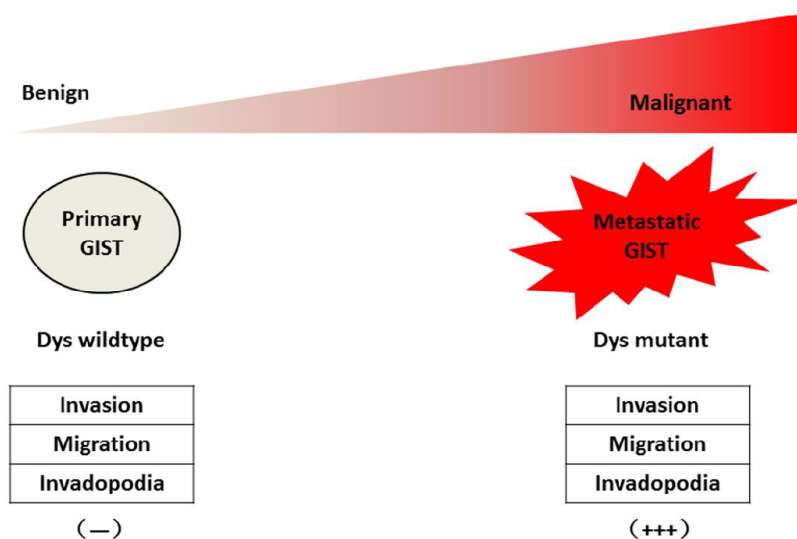 Benign
Malignant
Primary
GIST
Metastatic
GIST
Dys wildtype
Dys mutant
Invasion
Migration
Invadopodia
(—)
Invasion
Migration
Invadopodia
(+++)